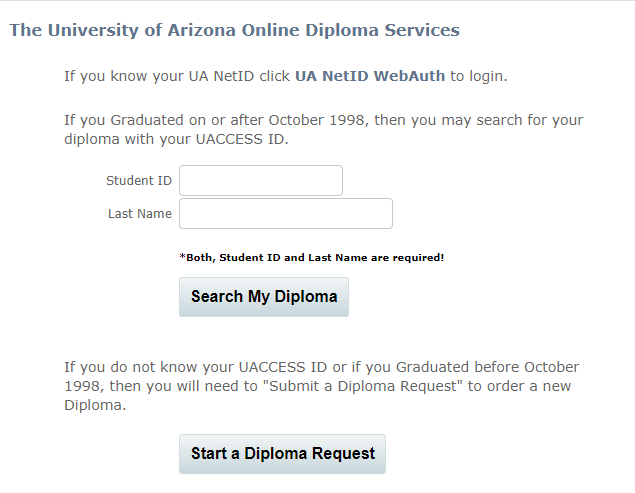 The University of Arizona Online Diploma Services
If you know your UA NetID click UA NetID WebAuth to login.
If you Graduated on or after October 1998, then you may search for your
diploma with your UACCESS ID.
Student ID
Last Name
*Both, Student ID and Last Name are required!
Search My Diploma
If you do not know your UACCESS ID or if you Graduated before October
1998, then you will need to "Submit a Diploma Request" to order a new
Diploma.
Start a Diploma Request